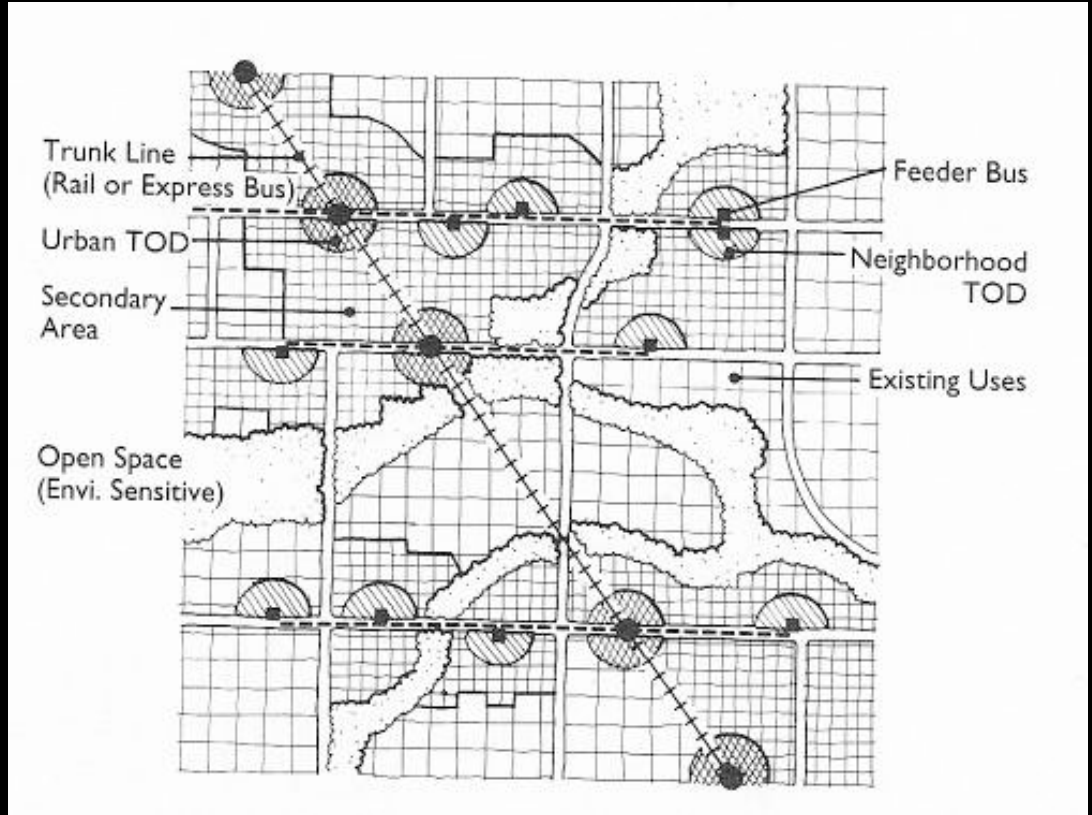 Trunk Line
(Rail or Express Bus)
Urban TOD
Secondary
Area
Open Space
(Envi. Sensitive)
Feeder Bus
Neighborhood
TOD
Existing Uses